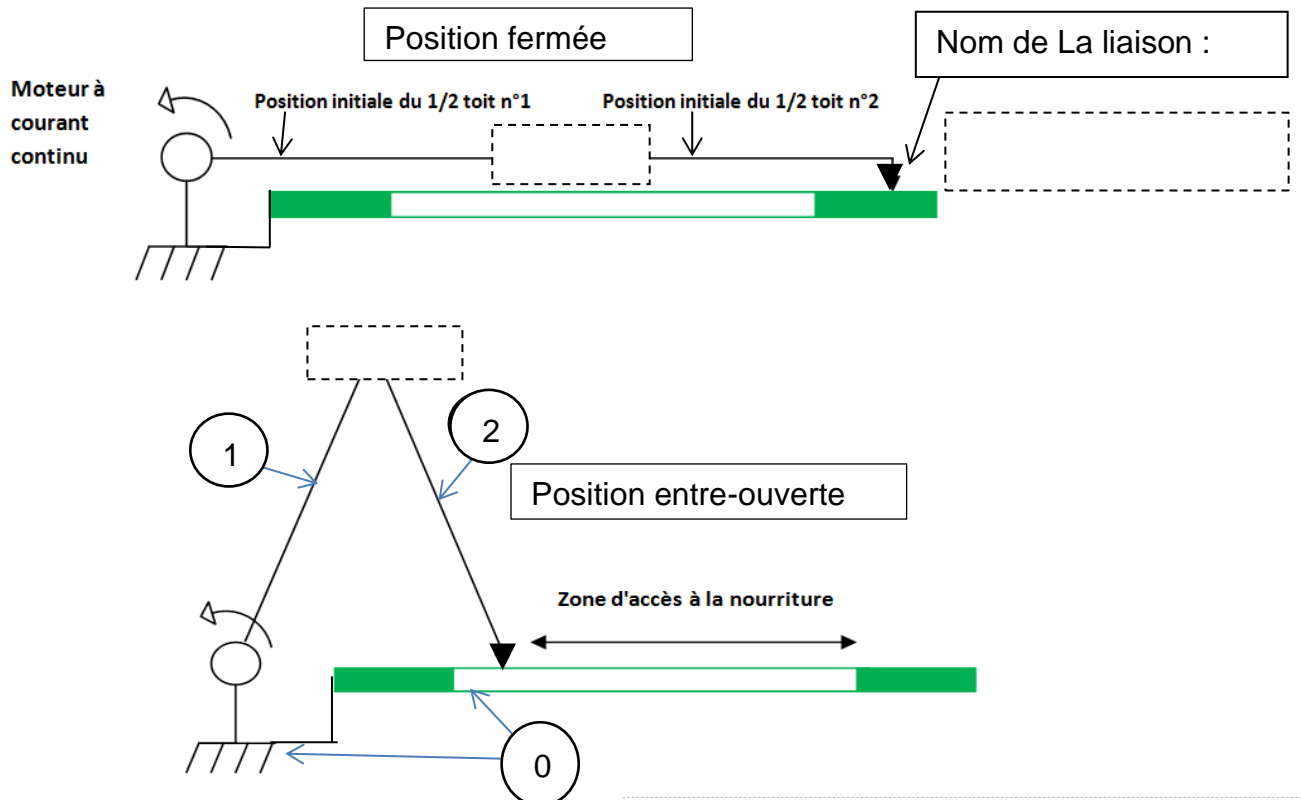 Position fermée
Nom de La liaison :
Moteur à
courant
continu
Position initiale du 1/2 toit n°1
Position initiale du 1/2 toit n°2
1
2
Position entre-ouverte
Zone d'accès à la nourriture
0